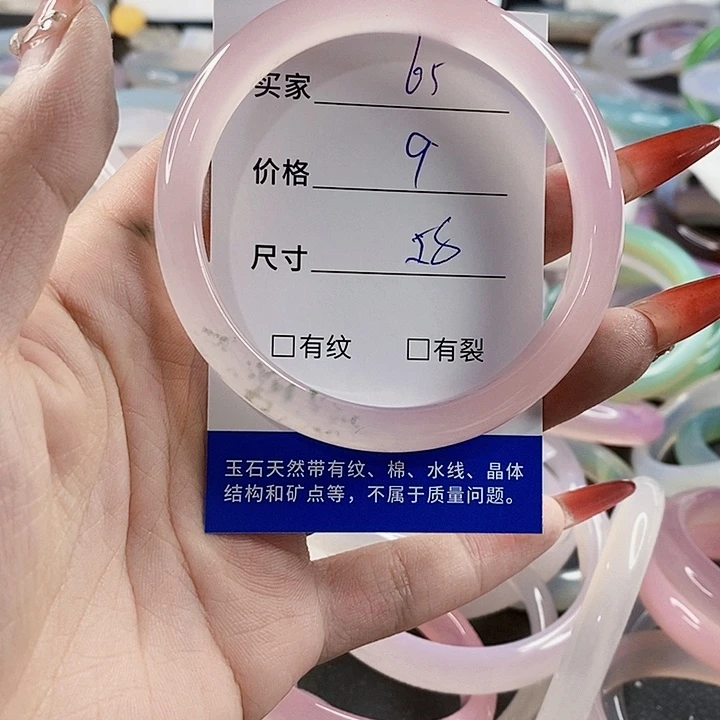 买家 65
价格 9
尺寸 58
□有纹 □有裂
玉石天然带有纹、棉、水线、晶体
结构和矿点等，不属于质量问题。